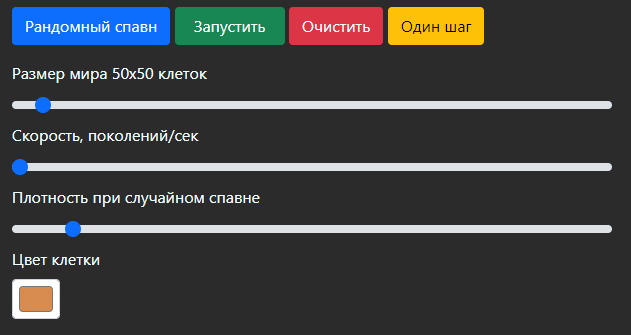 Рандомный спавн Запустить Очистить Один шаг
Размер мира 50x50 клеток
Скорость, поколений/сек
Плотность при случайном спавне
Цвет клетки